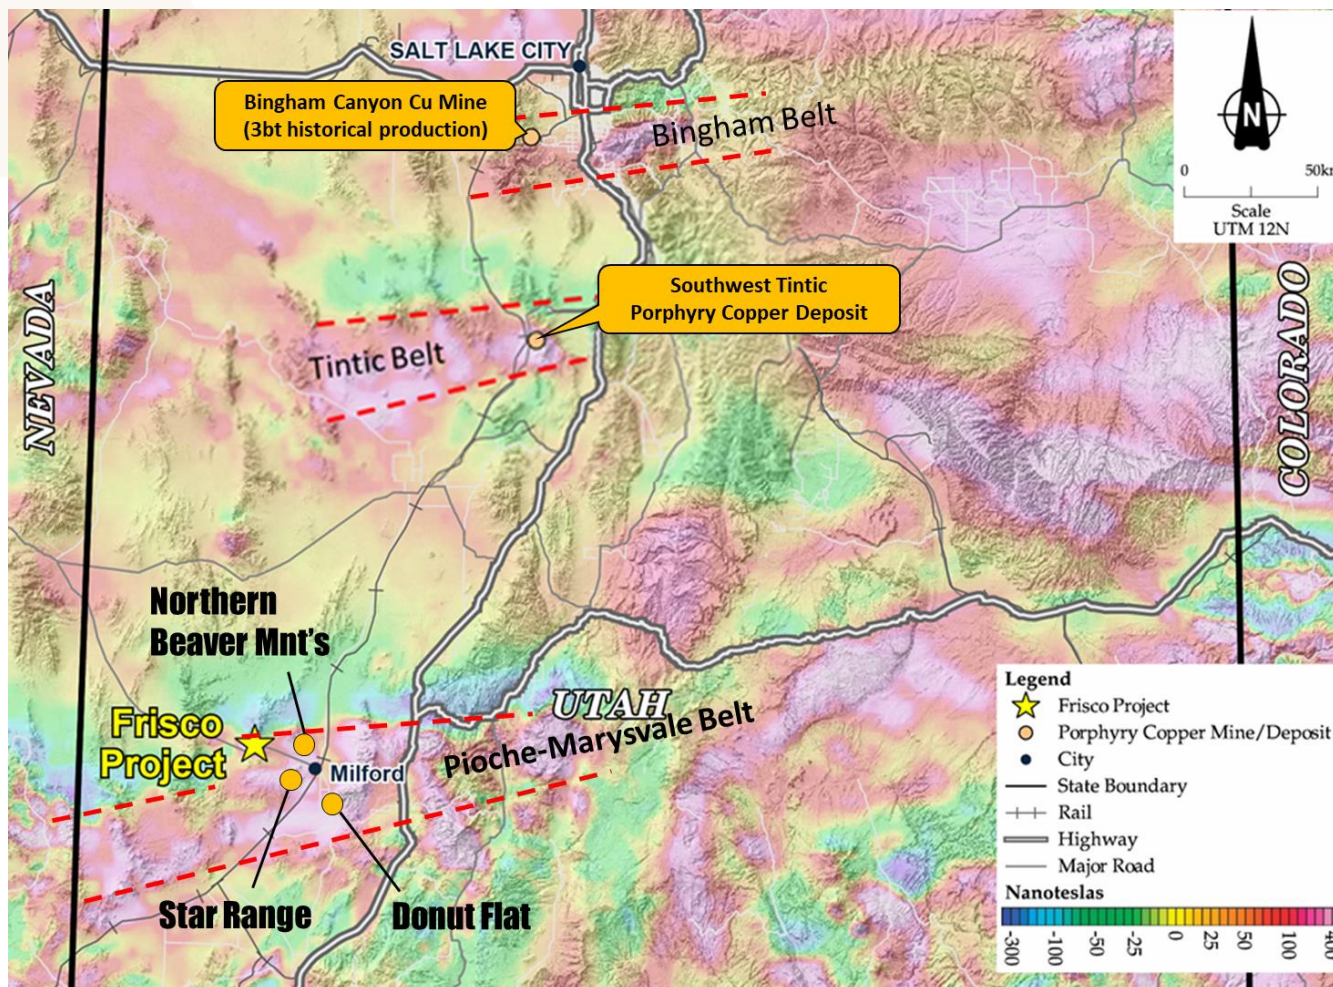 SALT LAKE CITY
Bingham Canyon Cu Mine
(3bt historical production)
Bingham Belt
N
0 50km
Scale
UTM 12N
Southwest Tintic
Porphyry Copper Deposit
Tintic Belt
NEVADA
COLORADO
Northern
Beaver Mnt's
Frisco
Project
UTAH
Pioche-Marysvale Belt
Milford
Star Range
Donut Flat
Legend
Frisco Project
Porphyry Copper Mine/Deposit
City
State Boundary
Rail
Highway
Major Road
Nanoteslas
-300 -100 -50 -25 0 25 50 100 400